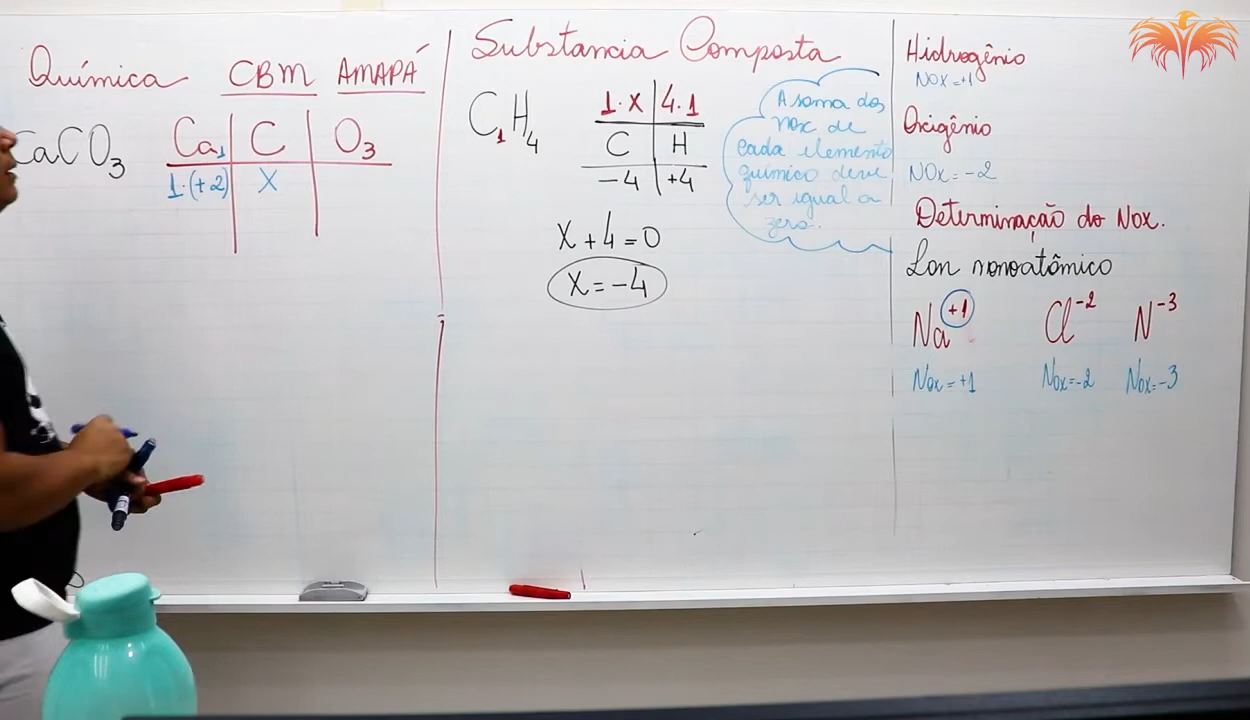 Química CBM AMAPÁ
CaCO3
Ca1 C O3
1·(+2) X
Substancia Composta
C1H4
1·X 4·1
C H
-4 +4
X+4=0
X=-4
A soma dos
nox de
cada elemento
químico deve
ser igual a
zero.
Hidrogênio
NOX=+1
Oxigênio
NOX=-2
Determinação do Nox.
Íon monoatômico
Na+1 Cl-2 N-3
Nox=+1 Nox=-2 Nox=-3